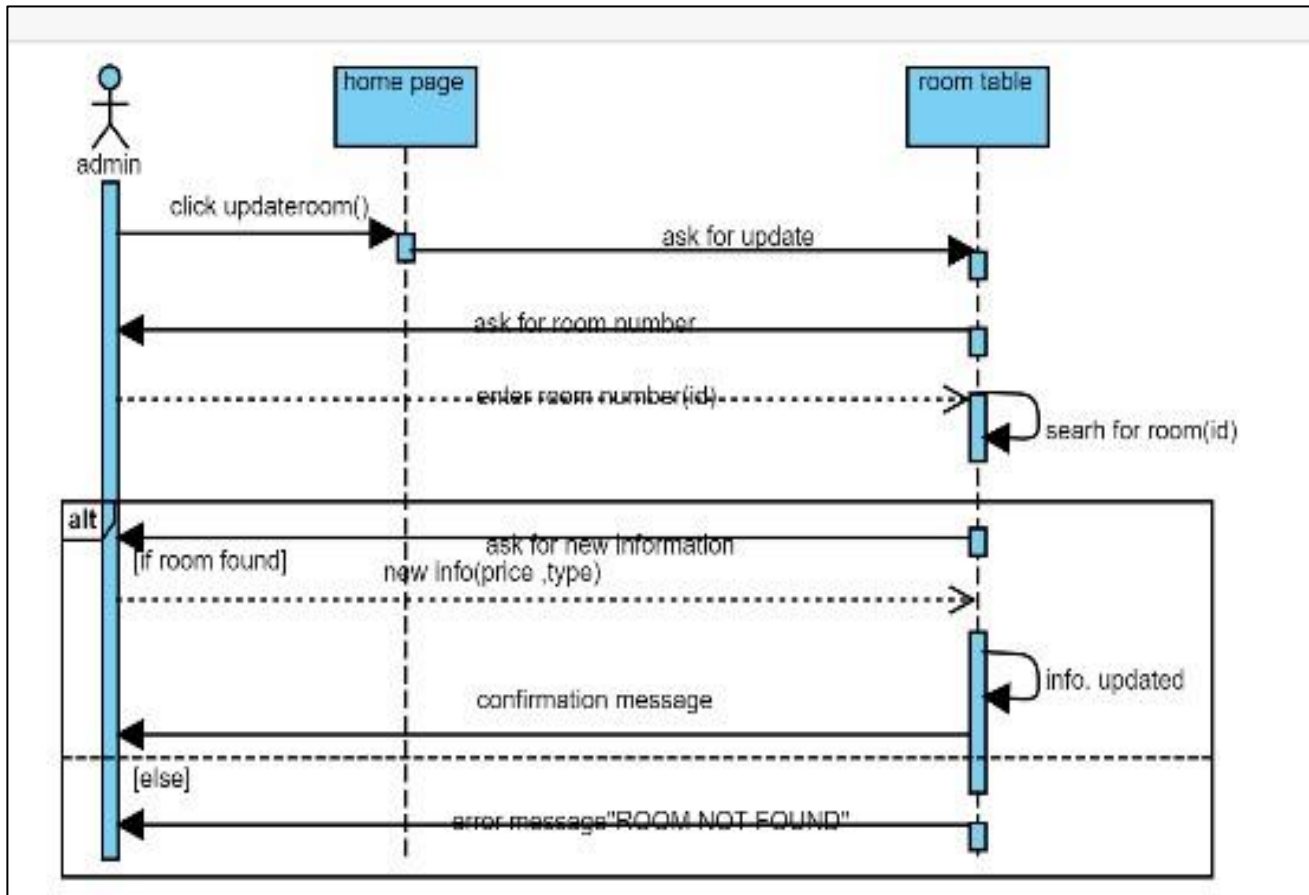 home page
room table
admin
click updateroom()
ask for update
ask for room number
enter room number(id)
searh for room(id)
alt
ask for new information
[if room found]
new info(price ,type)
info. updated
confirmation message
[else]
error message"ROOM NOT FOUND"